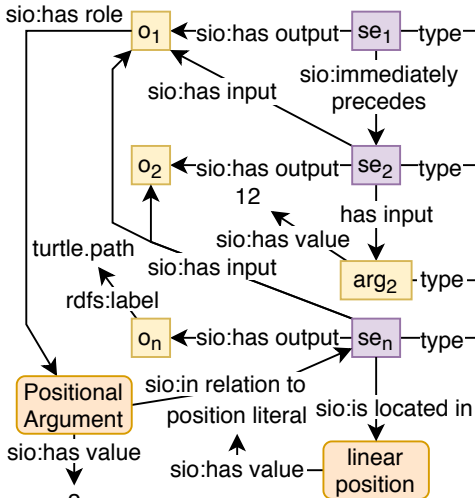 sio:has role
o1
sio:has output
se1
type
sio:immediately
precedes
sio:has input
o2
sio:has output
se2
type
12
has input
sio:has value
turtle.path
sio:has input
arg2
type
rdfs:label
on
sio:has output
sen
type
Positional
Argument
sio:in relation to
position literal
sio:is located in
sio:has value
sio:has value
linear
position